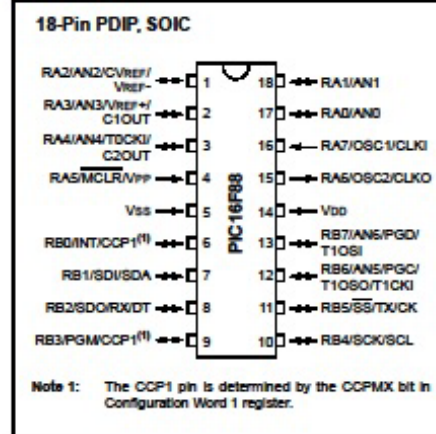 18-Pin PDIP, SOIC
RA2/AN2/CVREF/
VREF-
RA3/AN3/VREF+/
C1OUT
RA4/AN4/T0CKI/
C2OUT
RA5/MCLR/VPP
VSS
RB0/INT/CCP1(1)
RB1/SDI/SDA
RB2/SDO/RX/DT
RB3/PGM/CCP1(1)
1
2
3
4
5
6
7
8
9
PIC16F88
18
17
16
15
14
13
12
11
10
RA1/AN1
RA0/AN0
RA7/OSC1/CLKI
RA6/OSC2/CLKO
VDD
RB7/AN6/PGD/
T1OSI
RB6/AN5/PGC/
T1OSO/T1CKI
RB5/SS/TX/CK
RB4/SCK/SCL
Note 1: The CCP1 pin is determined by the CCPMX bit in
Configuration Word 1 register.